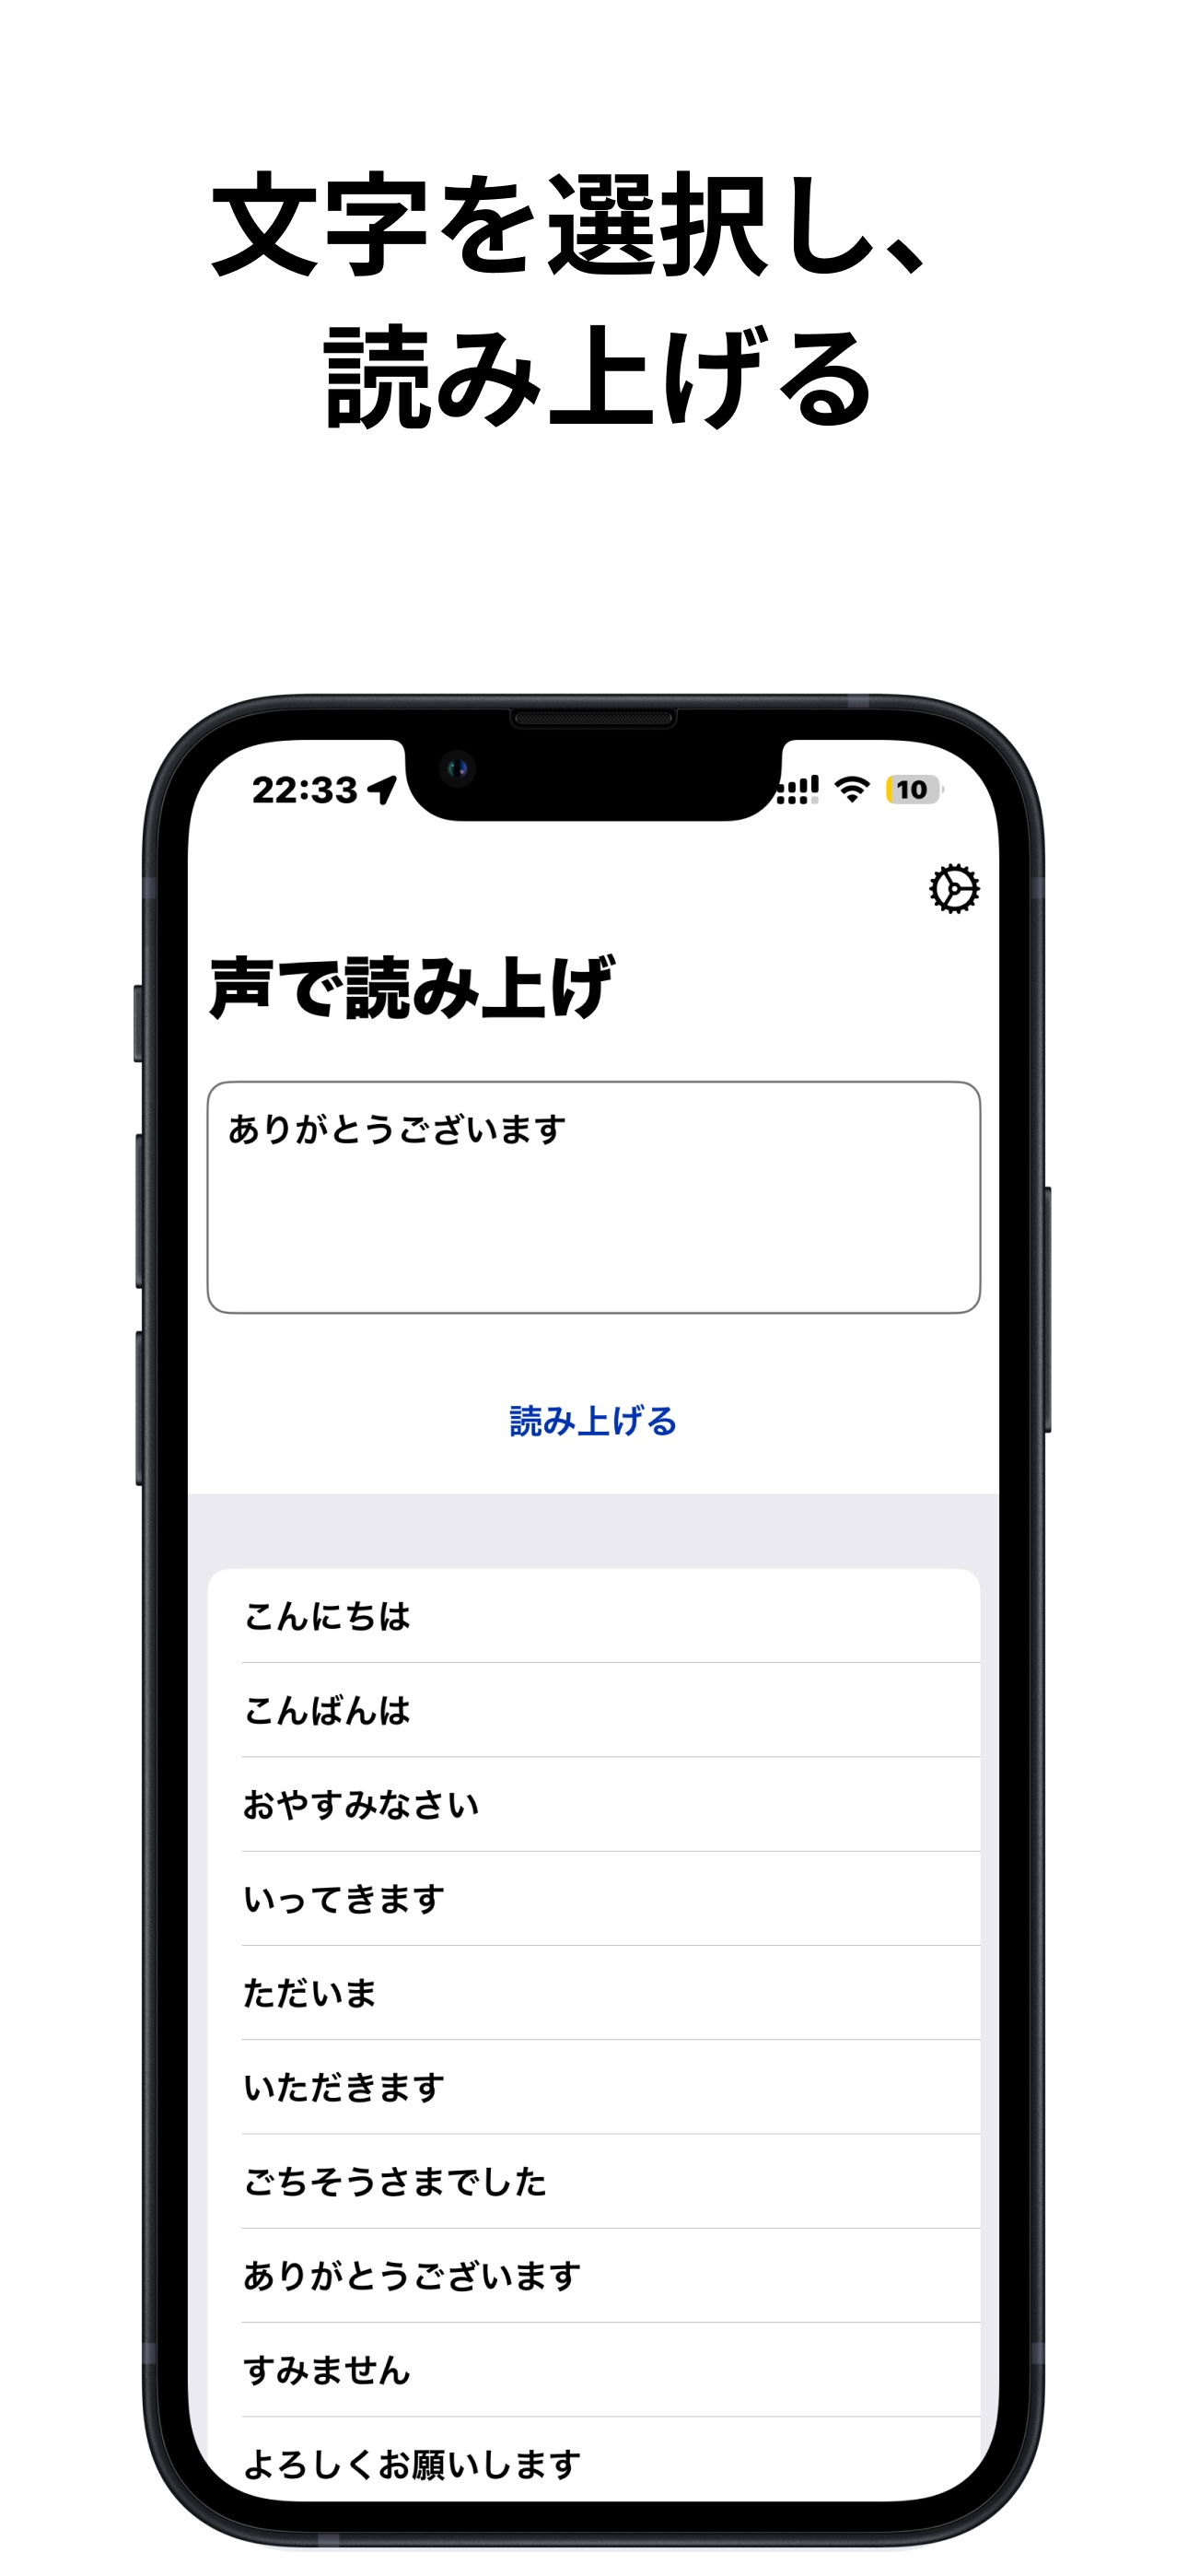 文字を選択し、
読み上げる
22:33
10
声で読み上げ
ありがとうございます
読み上げる
こんにちは
こんばんは
おやすみなさい
いってきます
ただいま
いただきます
ごちそうさまでした
ありがとうございます
すみません
よろしくお願いします